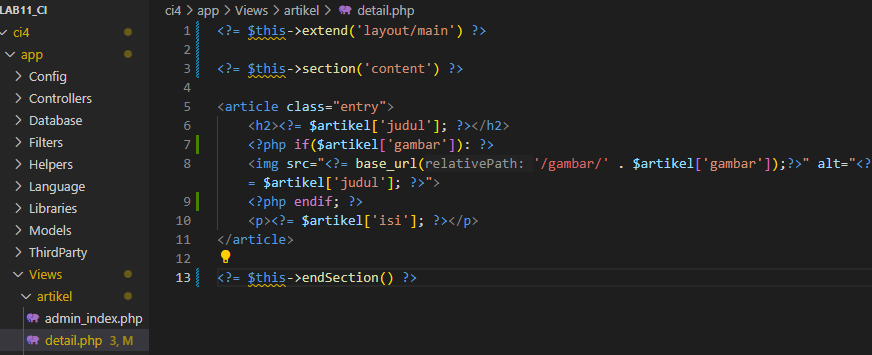 LAB11_CI
ci4
app
Config
Controllers
Database
Filters
Helpers
Language
Libraries
Models
ThirdParty
Views
artikel
admin_index.php
detail.php 3, M
ci4 > app > Views > artikel > detail.php
1 <?= $this->extend('layout/main') ?>
2
3 <?= $this->section('content') ?>
4
5 <article class="entry">
6 <h2><?= $artikel['judul']; ?></h2>
7 <?php if($artikel['gambar']): ?>
8 <img src="<?= base_url(relativePath: '/gambar/' . $artikel['gambar']);?>" alt="<?
= $artikel['judul']; ?>">
9 <?php endif; ?>
10 <p><?= $artikel['isi']; ?></p>
11 </article>
12
13 <?= $this->endSection() ?>